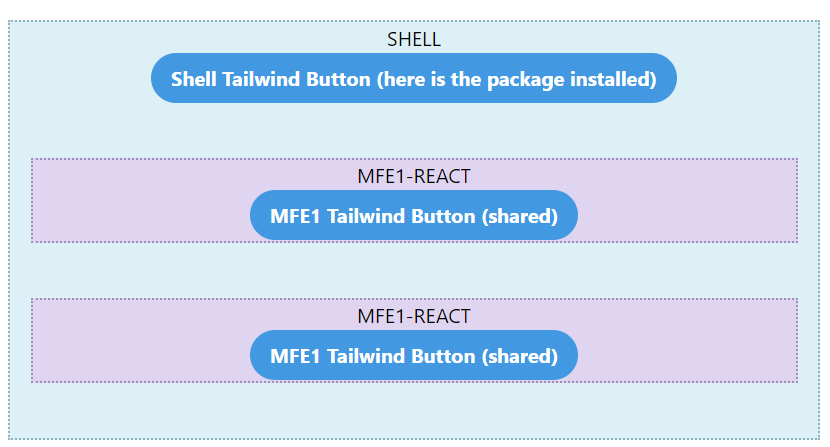 SHELL
Shell Tailwind Button (here is the package installed)
MFE1-REACT
MFE1 Tailwind Button (shared)
MFE1-REACT
MFE1 Tailwind Button (shared)